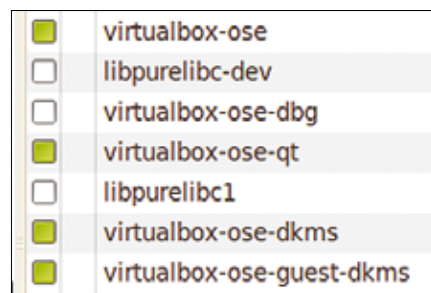 virtualbox-ose
libpurelibc-dev
virtualbox-ose-dbg
virtualbox-ose-qt
libpurelibc1
virtualbox-ose-dkms
virtualbox-ose-guest-dkms